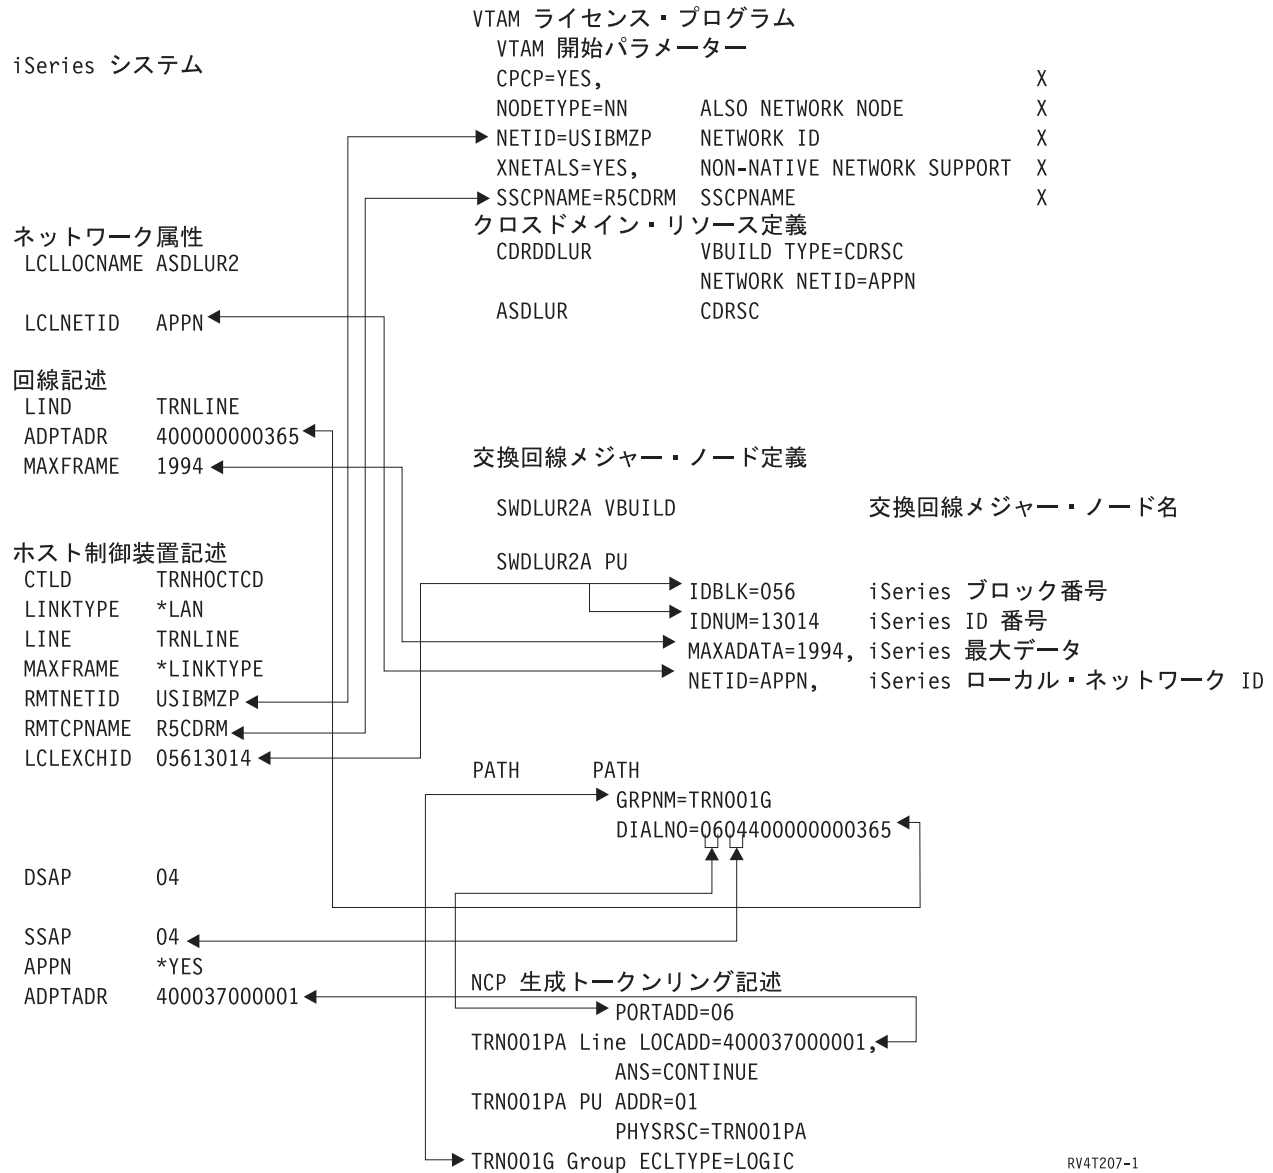 VTAM ライセンス・プログラム
VTAM 開始パラメーター
iSeries システム
CPCP=YES, X
NODETYPE=NN ALSO NETWORK NODE X
NETID=USIBMZP NETWORK ID X
XNETALS=YES, NON-NATIVE NETWORK SUPPORT X
SSCPNAME=R5CDRM SSCPNAME X
クロスドメイン・リソース定義
CDRDDLUR VBUILD TYPE=CDRSC
NETWORK NETID=APPN
ASDLUR CDRSC
ネットワーク属性
LCLLOCNAME ASDLUR2
LCLNETID APPN
回線記述
LIND TRNLINE
ADPTADR 400000000365
MAXFRAME 1994
交換回線メジャー・ノード定義
SWDLUR2A VBUILD 交換回線メジャー・ノード名
SWDLUR2A PU
IDBLK=056 iSeries ブロック番号
IDNUM=13014 iSeries ID 番号
MAXADATA=1994, iSeries 最大データ
NETID=APPN, iSeries ローカル・ネットワーク ID
ホスト制御装置記述
CTLD TRNHOCTCD
LINKTYPE *LAN
LINE TRNLINE
MAXFRAME *LINKTYPE
RMTNETID USIBMZP
RMTCPNAME R5CDRM
LCLEXCHID 05613014
PATH PATH
GRPNM=TRN001G
DIALNO=0604400000000365
DSAP 04
SSAP 04
APPN *YES
ADPTADR 400037000001
NCP 生成トークンリング記述
PORTADD=06
TRN001PA Line LOCADD=400037000001,
ANS=CONTINUE
TRN001PA PU ADDR=01
PHYSRSC=TRN001PA
TRN001G Group ECLTYPE=LOGIC
RV4T207-1